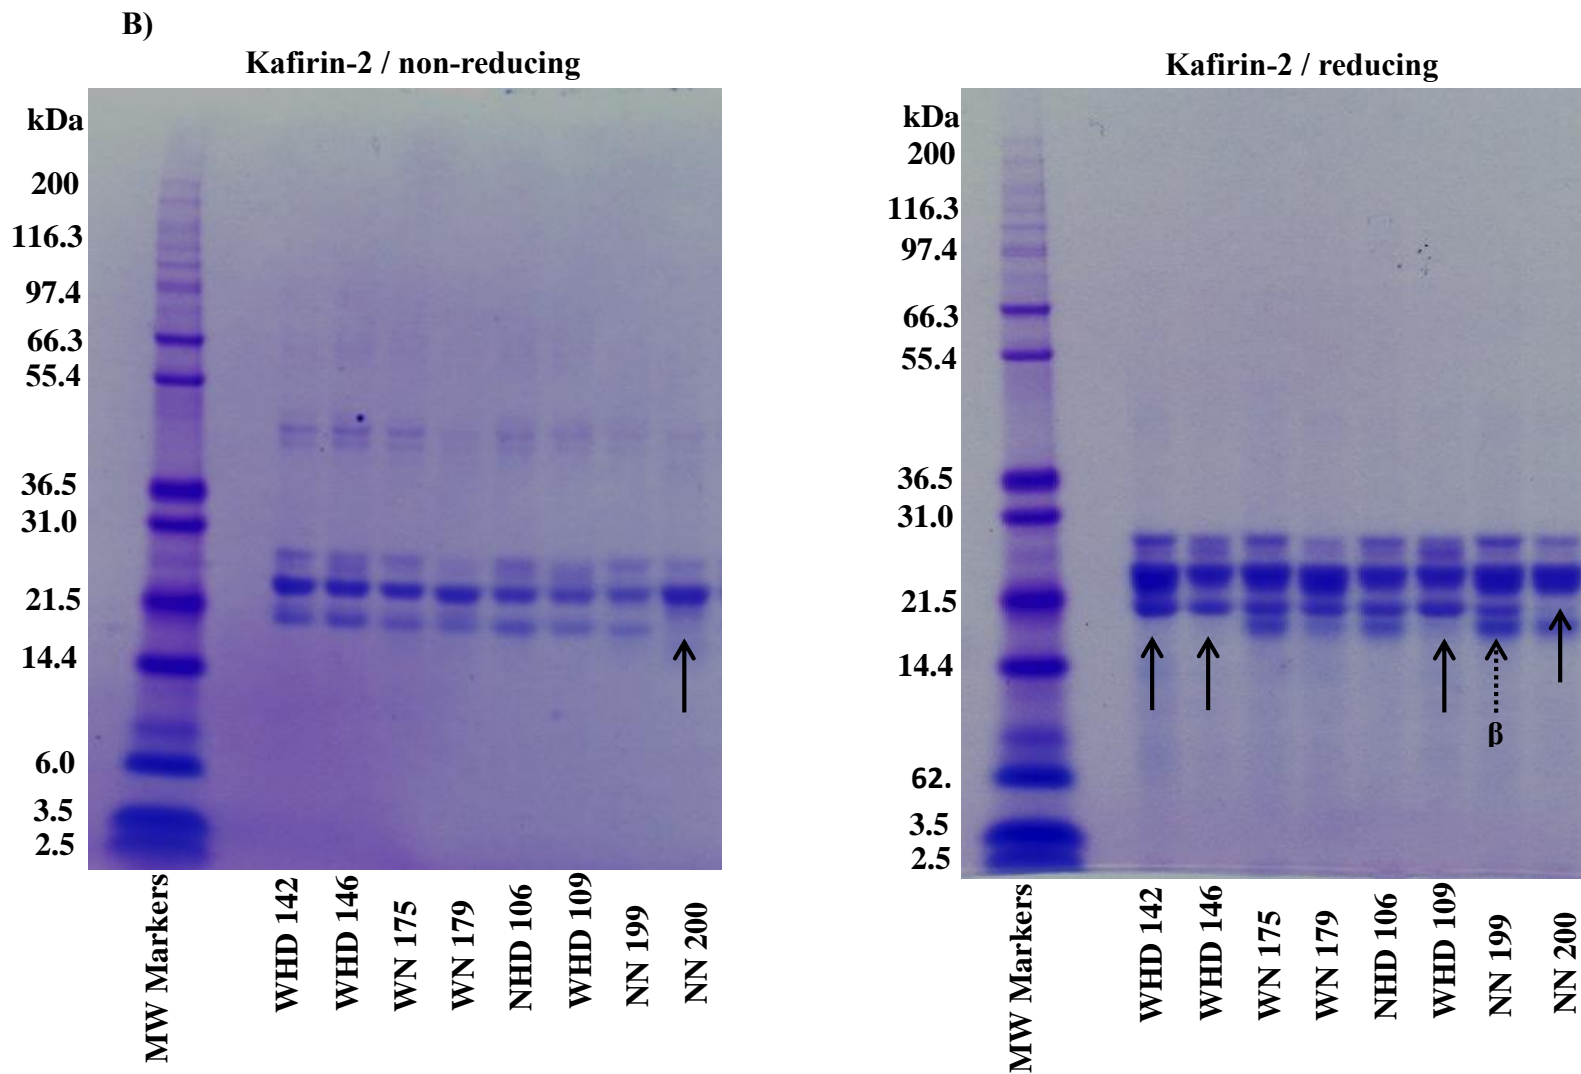 B)
Kafirin-2 / non-reducing
kDa
200
116.3
97.4
66.3
55.4
36.5
31.0
21.5
14.4
6.0
3.5
2.5
MW Markers
WHD 142
WHD 146
WN 175
WN 179
NHD 106
WHD 109
NN 199
NN 200
Kafirin-2 / reducing
kDa
200
116.3
97.4
66.3
55.4
36.5
31.0
21.5
14.4
62.
3.5
2.5
β
MW Markers
WHD 142
WHD 146
WN 175
WN 179
NHD 106
WHD 109
NN 199
NN 200